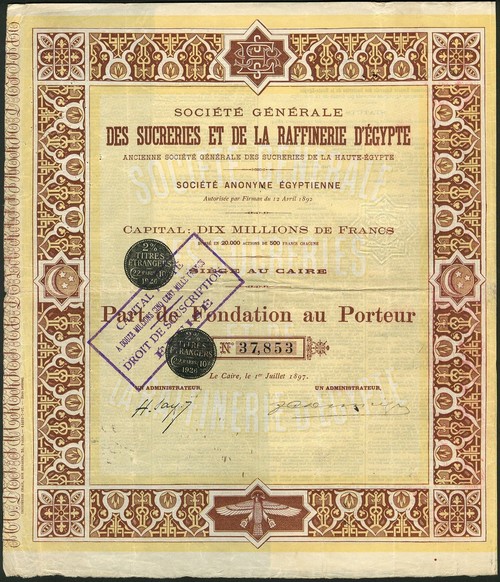 SOCIÉTÉ GÉNÉRALE
DES SUCRERIES ET DE LA RAFFINERIE D'ÉGYPTE
ANCIENNE SOCIÉTÉ GÉNÉRALE DES SUCRERIES DE LA HAUTE-ÉGYPTE
SOCIÉTÉ ANONYME ÉGYPTIENNE
Autorisée par Firman du 12 Avril 1892
CAPITAL: DIX MILLIONS DE FRANCS
EN 20.000 ACTIONS DE 500 FRANCS CHACUNE
SIÈGE AU CAIRE
Part de Fondation au Porteur
Nº 37,853
Le Caire, le 1er Juillet 1897.
UN ADMINISTRATEUR,
UN ADMINISTRATEUR,
2%
TITRES
ÉTRANGERS
1926
CAPITAL
DROIT DE SOUSCRIPTION
2%
ÉTRANGERS
1926